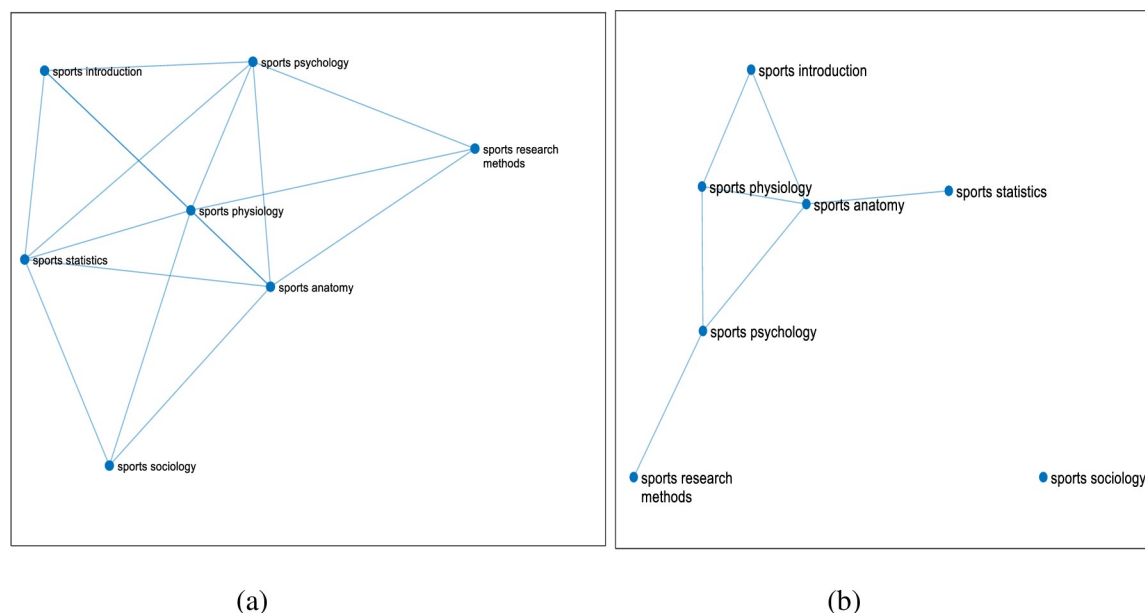 sports introduction
sports psychology
sports research
methods
sports physiology
sports statistics
sports anatomy
sports sociology
(a)
sports introduction
sports physiology
sports anatomy
sports statistics
sports psychology
sports research
methods
sports sociology
(b)